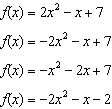 f(x) = 2x² − x + 7
f(x) = −2x² − x + 7
f(x) = −x² − 2x + 7
f(x) = −2x² − x − 2